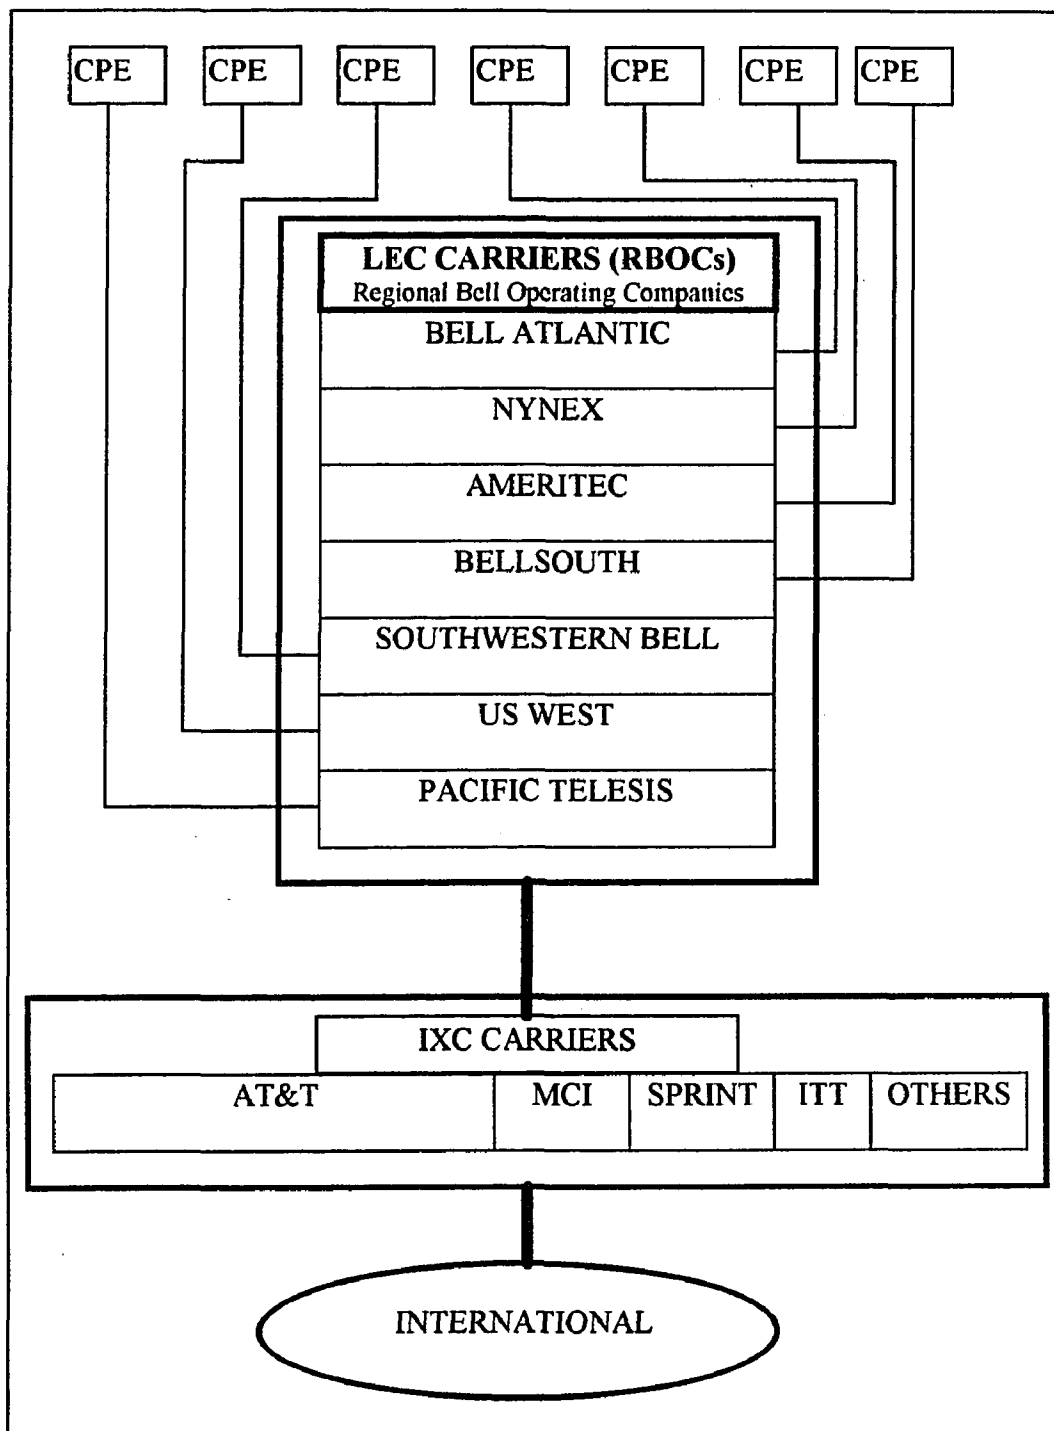 CPE CPE CPE CPE CPE CPE CPE
LEC CARRIERS (RBOCs)
Regional Bell Operating Companies
BELL ATLANTIC
NYNEX
AMERITEC
BELLSOUTH
SOUTHWESTERN BELL
US WEST
PACIFIC TELESIS
IXC CARRIERS
AT&T MCI SPRINT ITT OTHERS
INTERNATIONAL